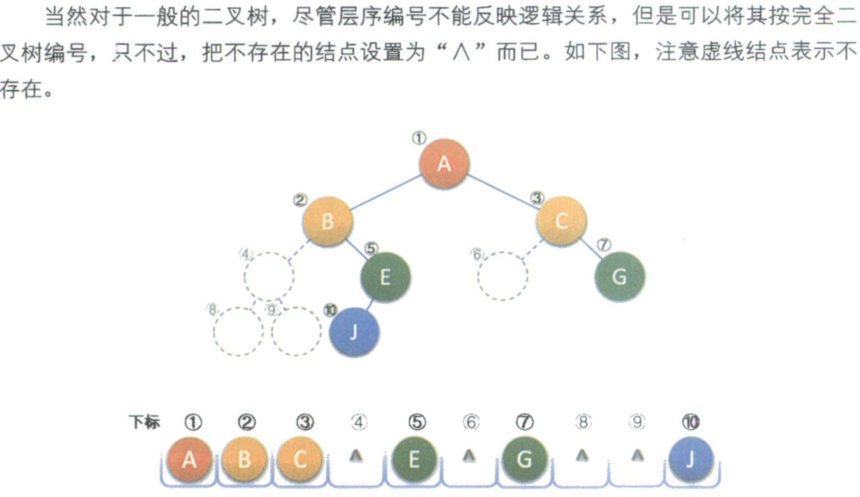 当然对于一般的二叉树，尽管层序编号不能反映逻辑关系，但是可以将其按完全二
叉树编号，只不过，把不存在的结点设置为“∧”而已。如下图，注意虚线结点表示不
存在。
①
A
② ③
B C
④ ⑤ ⑥ ⑦
E G
⑧ ⑨ ⑩
J
下标 ① ② ③ ④ ⑤ ⑥ ⑦ ⑧ ⑨ ⑩
A B C ∧ E ∧ G ∧ ∧ J